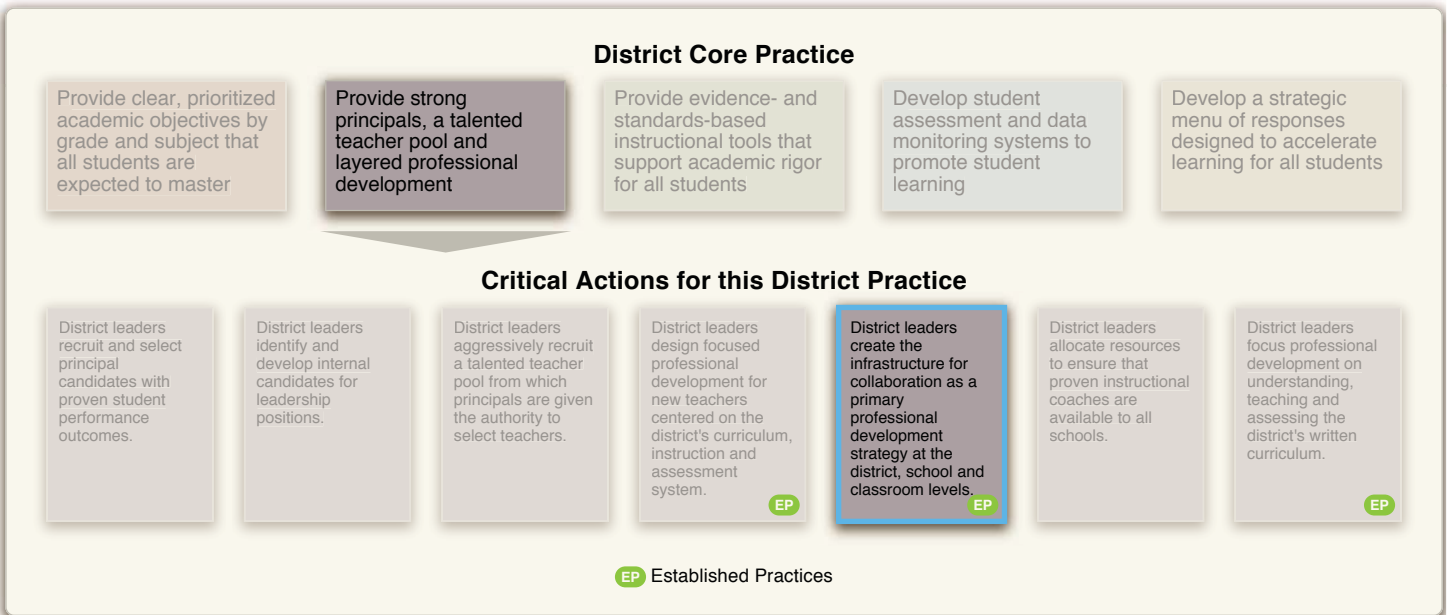 District Core Practice
Provide clear, prioritized
academic objectives by
grade and subject that
all students are
expected to master
Provide strong
principals, a talented
teacher pool and
layered professional
development
Provide evidence- and
standards-based
instructional tools that
support academic rigor
for all students
Develop student
assessment and data
monitoring systems to
promote student
learning
Develop a strategic
menu of responses
designed to accelerate
learning for all students
Critical Actions for this District Practice
District leaders
recruit and select
principal
candidates with
proven student
performance
outcomes.
District leaders
identify and
develop internal
candidates for
leadership
positions.
District leaders
aggressively recruit
a talented teacher
pool from which
principals are given
the authority to
select teachers.
District leaders
design focused
professional
development for
new teachers
centered on the
district's curriculum,
instruction and
assessment
system.
EP
District leaders
create the
infrastructure for
collaboration as a
primary
professional
development
strategy at the
district, school and
classroom levels.
EP
District leaders
allocate resources
to ensure that
proven instructional
coaches are
available to all
schools.
District leaders
focus professional
development on
understanding,
teaching and
assessing the
district's written
curriculum.
EP
EP Established Practices